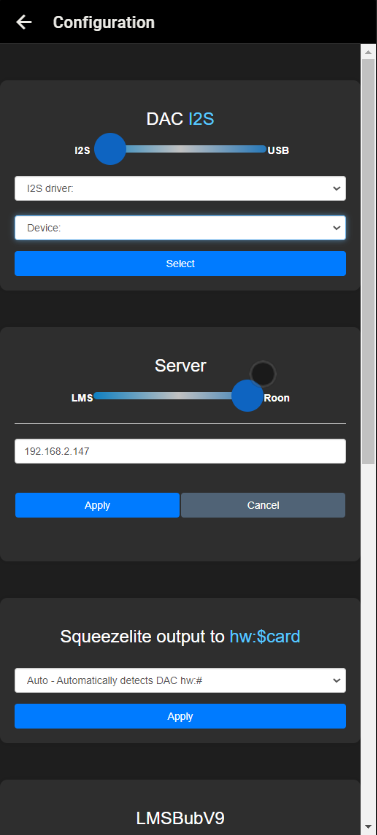 Configuration
DAC I2S
I2S USB
I2S driver:
Device:
Select
Server
LMS Roon
192.168.2.147
Apply Cancel
Squeezelite output to hw:$card
Auto - Automatically detects DAC hw:#
Apply
LMSBubV9